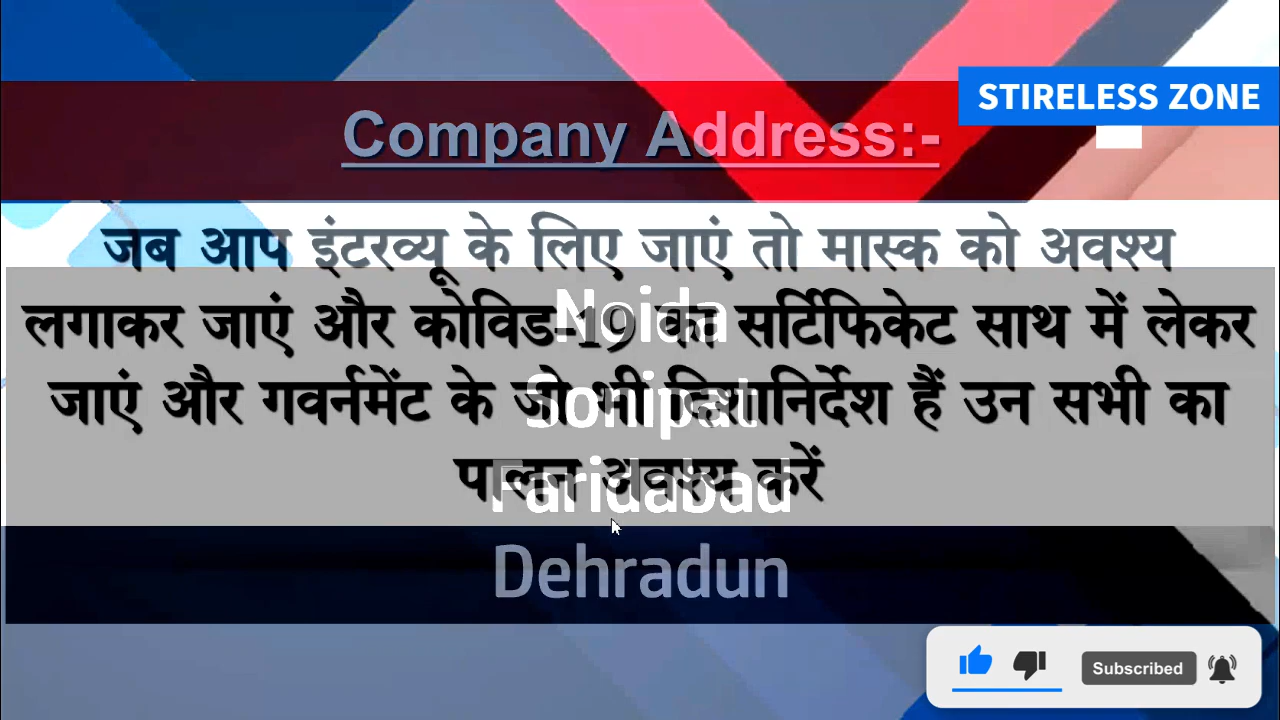 STIRELESS ZONE
Company Address:-
जब आप इंटरव्यू के लिए जाएं तो मास्क को अवश्य
लगाकर जाएं और कोविड-19 का सर्टिफिकेट साथ में लेकर
जाएं और गवर्नमेंट के जो भी दिशानिर्देश हैं उन सभी का
पालन अवश्य करें
Noida
Sonipat
Faridabad
Dehradun
Subscribed